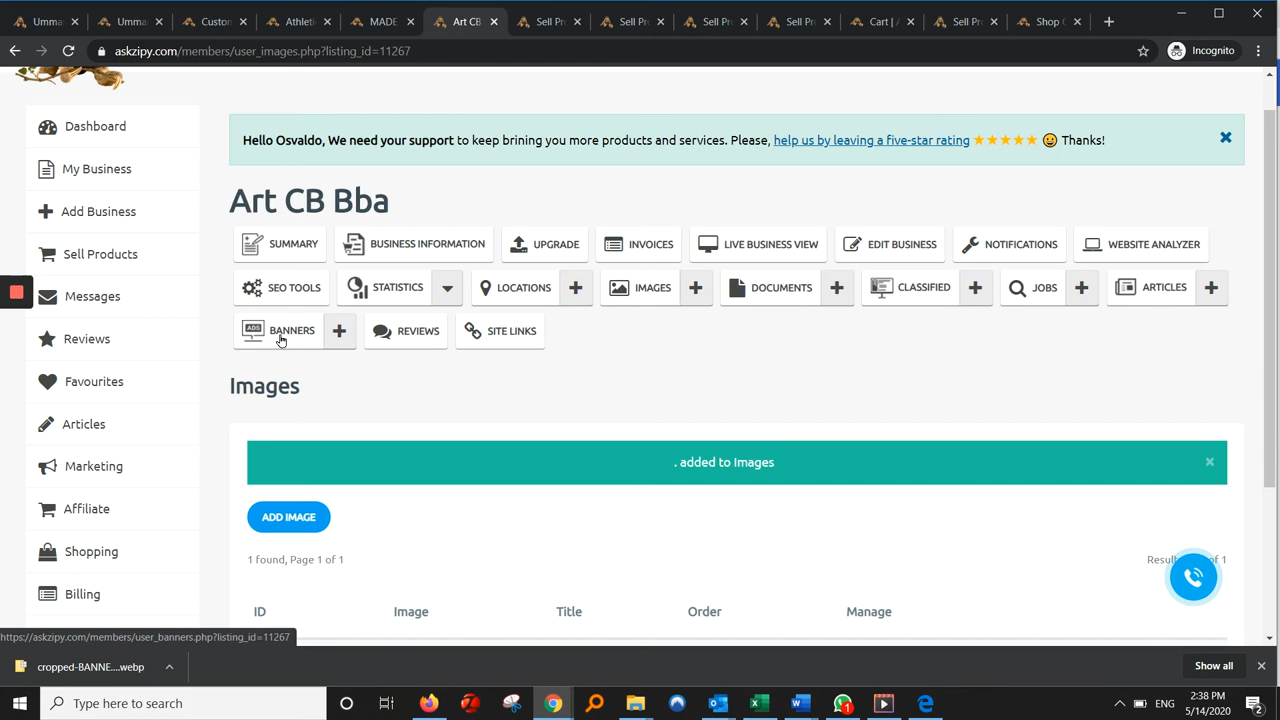 Umma
Umma
Custon
Athleti
MADE
Art CB
Sell Pr
Sell Pr
Sell Pr
Sell Pr
Cart | A
Sell Pr
Shop C
askzipy.com/members/user_images.php?listing_id=11267
Incognito
Dashboard
My Business
Add Business
Sell Products
Messages
Reviews
Favourites
Articles
Marketing
Affiliate
Shopping
Billing
Hello Osvaldo, We need your support to keep brining you more products and services. Please, help us by leaving a five-star rating Thanks!
Art CB Bba
SUMMARY
BUSINESS INFORMATION
UPGRADE
INVOICES
LIVE BUSINESS VIEW
EDIT BUSINESS
NOTIFICATIONS
WEBSITE ANALYZER
SEO TOOLS
STATISTICS
LOCATIONS
IMAGES
DOCUMENTS
CLASSIFIED
JOBS
ARTICLES
ADS
BANNERS
REVIEWS
SITE LINKS
Images
. added to Images
ADD IMAGE
1 found, Page 1 of 1
of 1
ID Image Title Order Manage
https://askzipy.com/members/user_banners.php?listing_id=11267
cropped-BANNE....webp
Show all
Type here to search
1
ENG
2:38 PM
5/14/2020
2